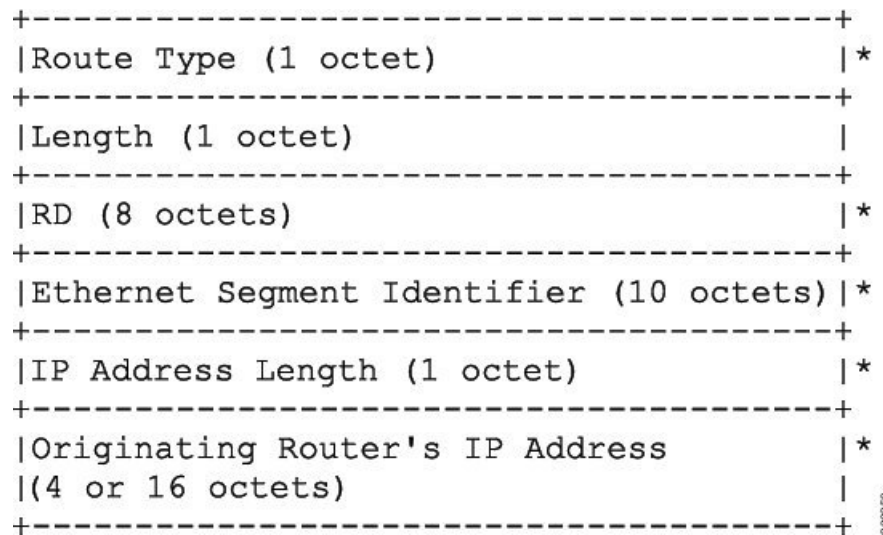 +-------------------------------------+
|Route Type (1 octet) |*
+-------------------------------------+
|Length (1 octet) |
+-------------------------------------+
|RD (8 octets) |*
+-------------------------------------+
|Ethernet Segment Identifier (10 octets)|*
+-------------------------------------+
|IP Address Length (1 octet) |*
+-------------------------------------+
|Originating Router's IP Address |*
|(4 or 16 octets) |
+-------------------------------------+